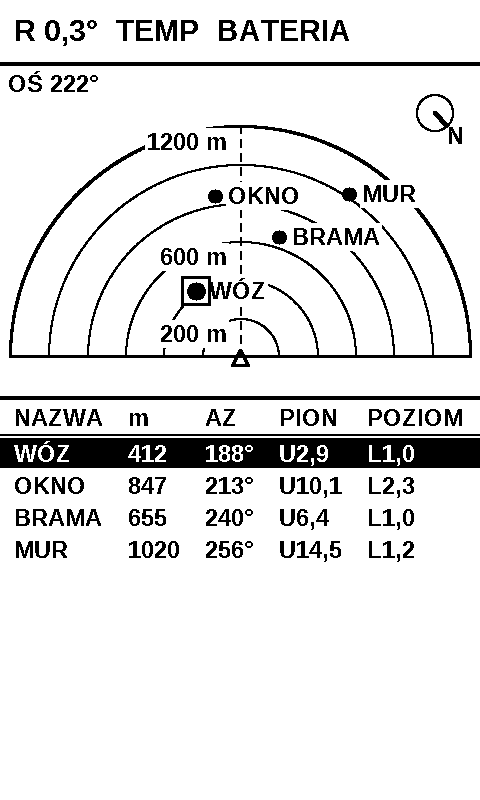 R 0,3° TEMP BATERIA
OŚ 222°
N
1200 m
OKNO
MUR
BRAMA
600 m
WÓZ
200 m
NAZWA m AZ PION POZIOM
WÓZ 412 188° U2,9 L1,0
OKNO 847 213° U10,1 L2,3
BRAMA 655 240° U6,4 L1,0
MUR 1020 256° U14,5 L1,2